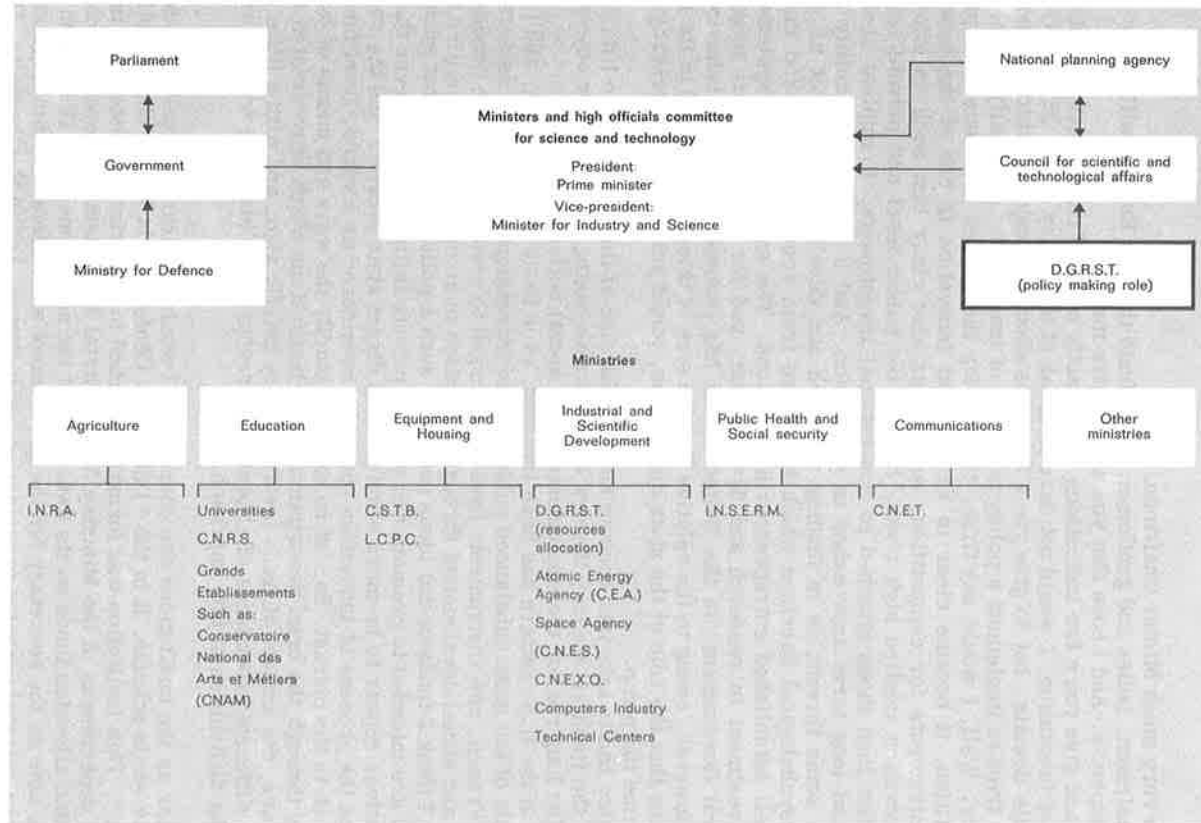 Parliament
Government
Ministry for Defence
Ministers and high officials committee
for science and technology
President:
Prime minister
Vice-president:
Minister for Industry and Science
National planning agency
Council for scientific and
technological affairs
D.G.R.S.T.
(policy making role)
Ministries
Agriculture
I.N.R.A.
Education
Universities
C.N.R.S.
Grands
Etablissements
Such as:
Conservatoire
National des
Arts et Métiers
(CNAM)
Equipment and
Housing
C.S.T.B.
L.C.P.C.
Industrial and
Scientific
Development
D.G.R.S.T.
(resources
allocation)
Atomic Energy
Agency (C.E.A.)
Space Agency
(C.N.E.S.)
C.N.E.X.O.
Computers Industry
Technical Centers
Public Health and
Social security
I.N.S.E.R.M.
Communications
C.N.E.T.
Other
ministries